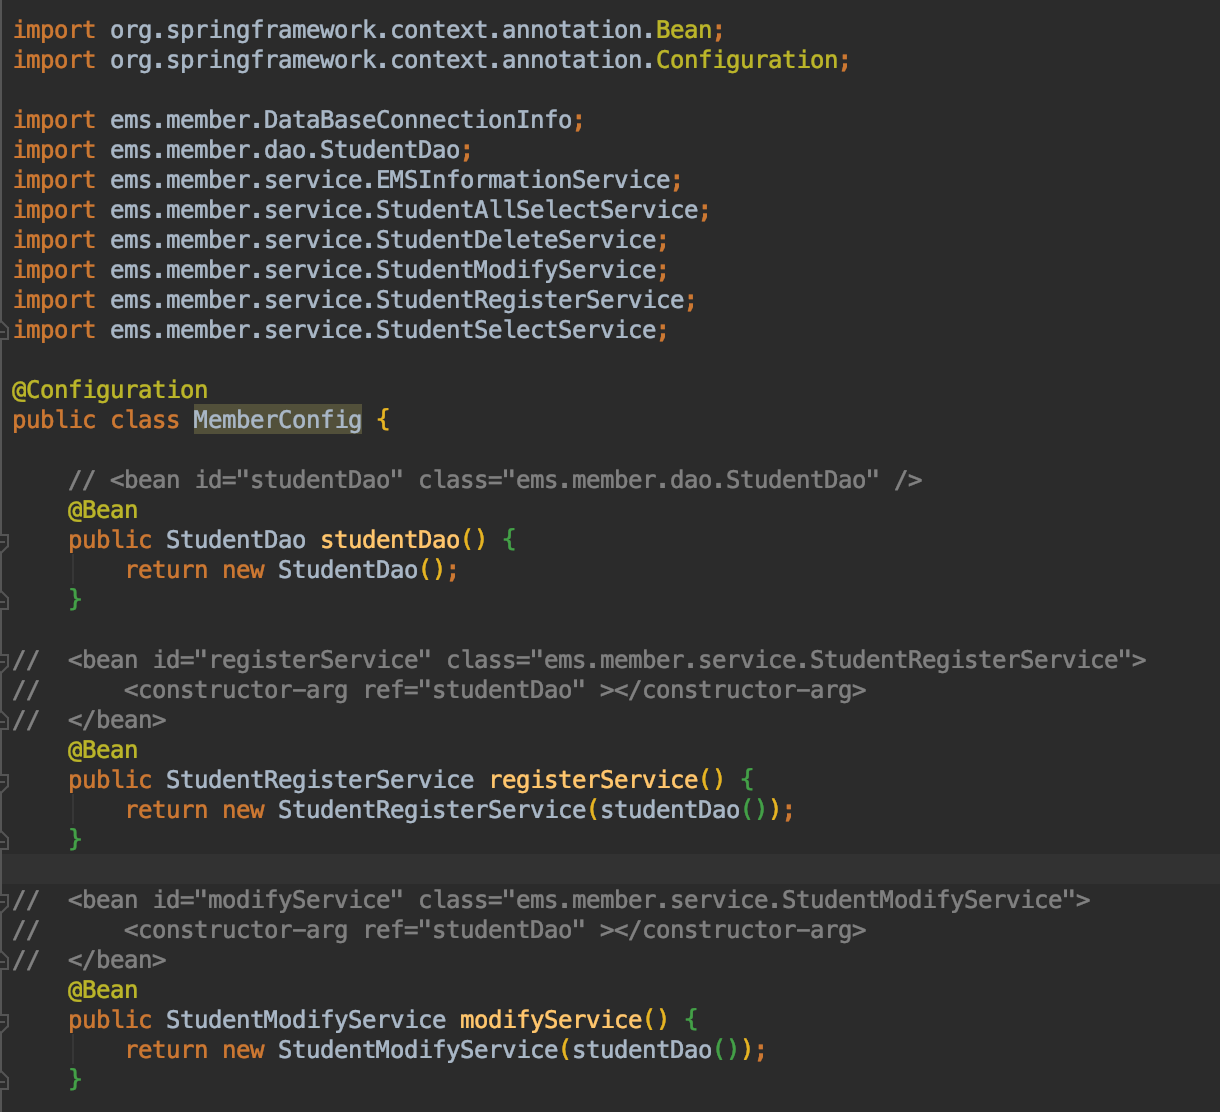 import org.springframework.context.annotation.Bean;
import org.springframework.context.annotation.Configuration;
import ems.member.DataBaseConnectionInfo;
import ems.member.dao.StudentDao;
import ems.member.service.EMSInformationService;
import ems.member.service.StudentAllSelectService;
import ems.member.service.StudentDeleteService;
import ems.member.service.StudentModifyService;
import ems.member.service.StudentRegisterService;
import ems.member.service.StudentSelectService;
@Configuration
public class MemberConfig {
    // <bean id="studentDao" class="ems.member.dao.StudentDao" />
    @Bean
    public StudentDao studentDao() {
        return new StudentDao();
    }
//  <bean id="registerService" class="ems.member.service.StudentRegisterService">
//      <constructor-arg ref="studentDao" ></constructor-arg>
//  </bean>
    @Bean
    public StudentRegisterService registerService() {
        return new StudentRegisterService(studentDao());
    }
//  <bean id="modifyService" class="ems.member.service.StudentModifyService">
//      <constructor-arg ref="studentDao" ></constructor-arg>
//  </bean>
    @Bean
    public StudentModifyService modifyService() {
        return new StudentModifyService(studentDao());
    }